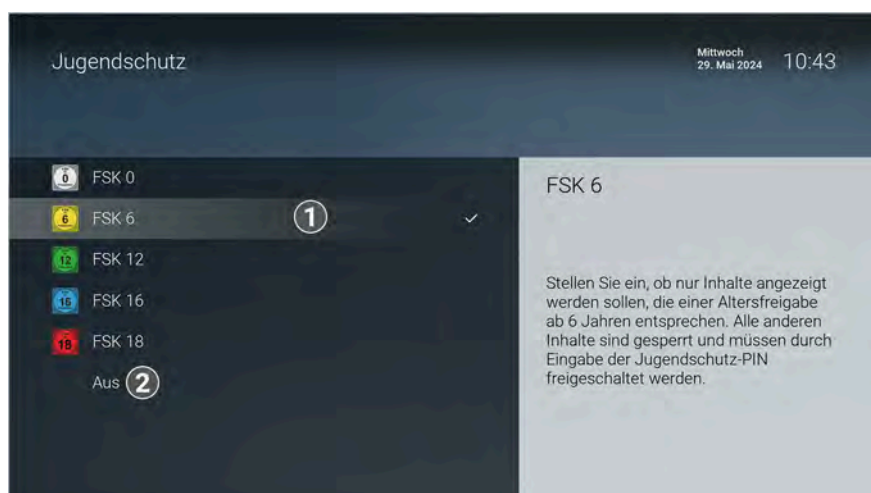 Jugendschutz
Mittwoch
29. Mai 2024
10:43
0 FSK 0
6 FSK 6 1
12 FSK 12
16 FSK 16
18 FSK 18
Aus 2
FSK 6
Stellen Sie ein, ob nur Inhalte angezeigt
werden sollen, die einer Altersfreigabe
ab 6 Jahren entsprechen. Alle anderen
Inhalte sind gesperrt und müssen durch
Eingabe der Jugendschutz-PIN
freigeschaltet werden.